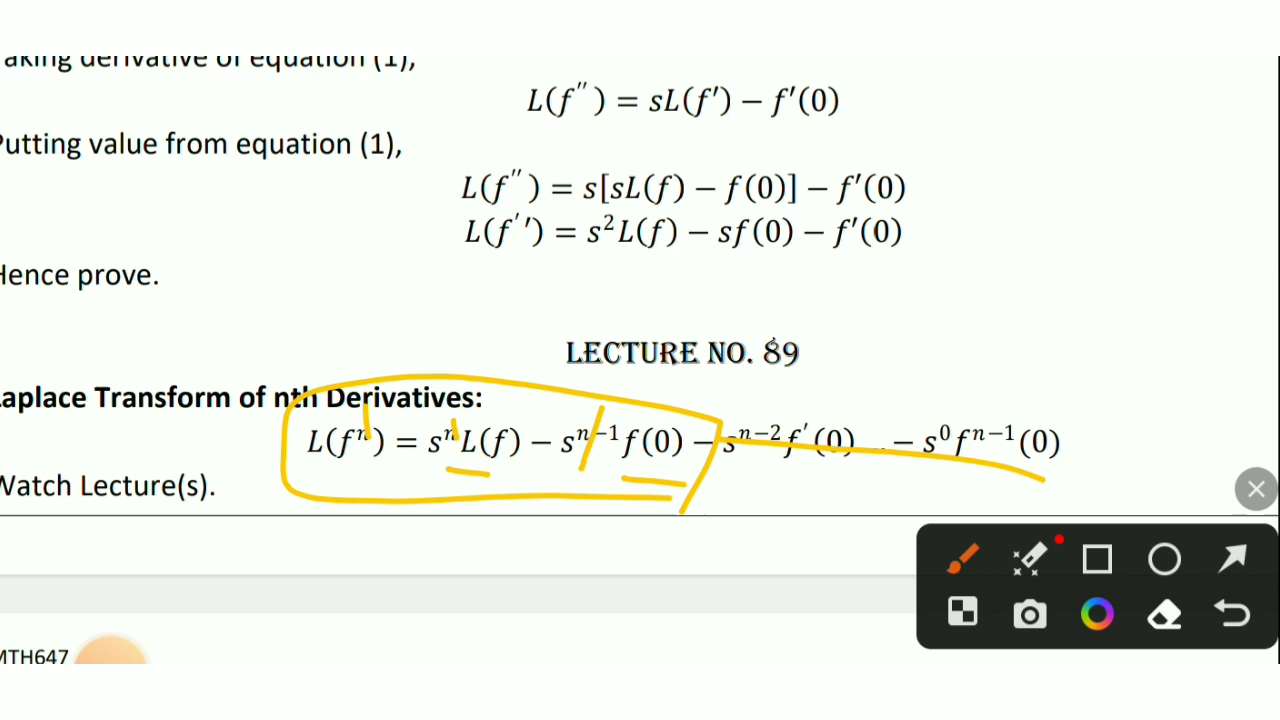 aking derivative of equation (1),
L(f″) = sL(f′) − f′(0)
Putting value from equation (1),
L(f″) = s[sL(f) − f(0)] − f′(0)
L(f′′) = s²L(f) − sf(0) − f′(0)
Hence prove.
LECTURE NO. 89
Laplace Transform of nth Derivatives:
L(fⁿ) = sⁿL(f) − sⁿ⁻¹f(0) − sⁿ⁻²f′(0) … − s⁰fⁿ⁻¹(0)
Watch Lecture(s).
MTH647